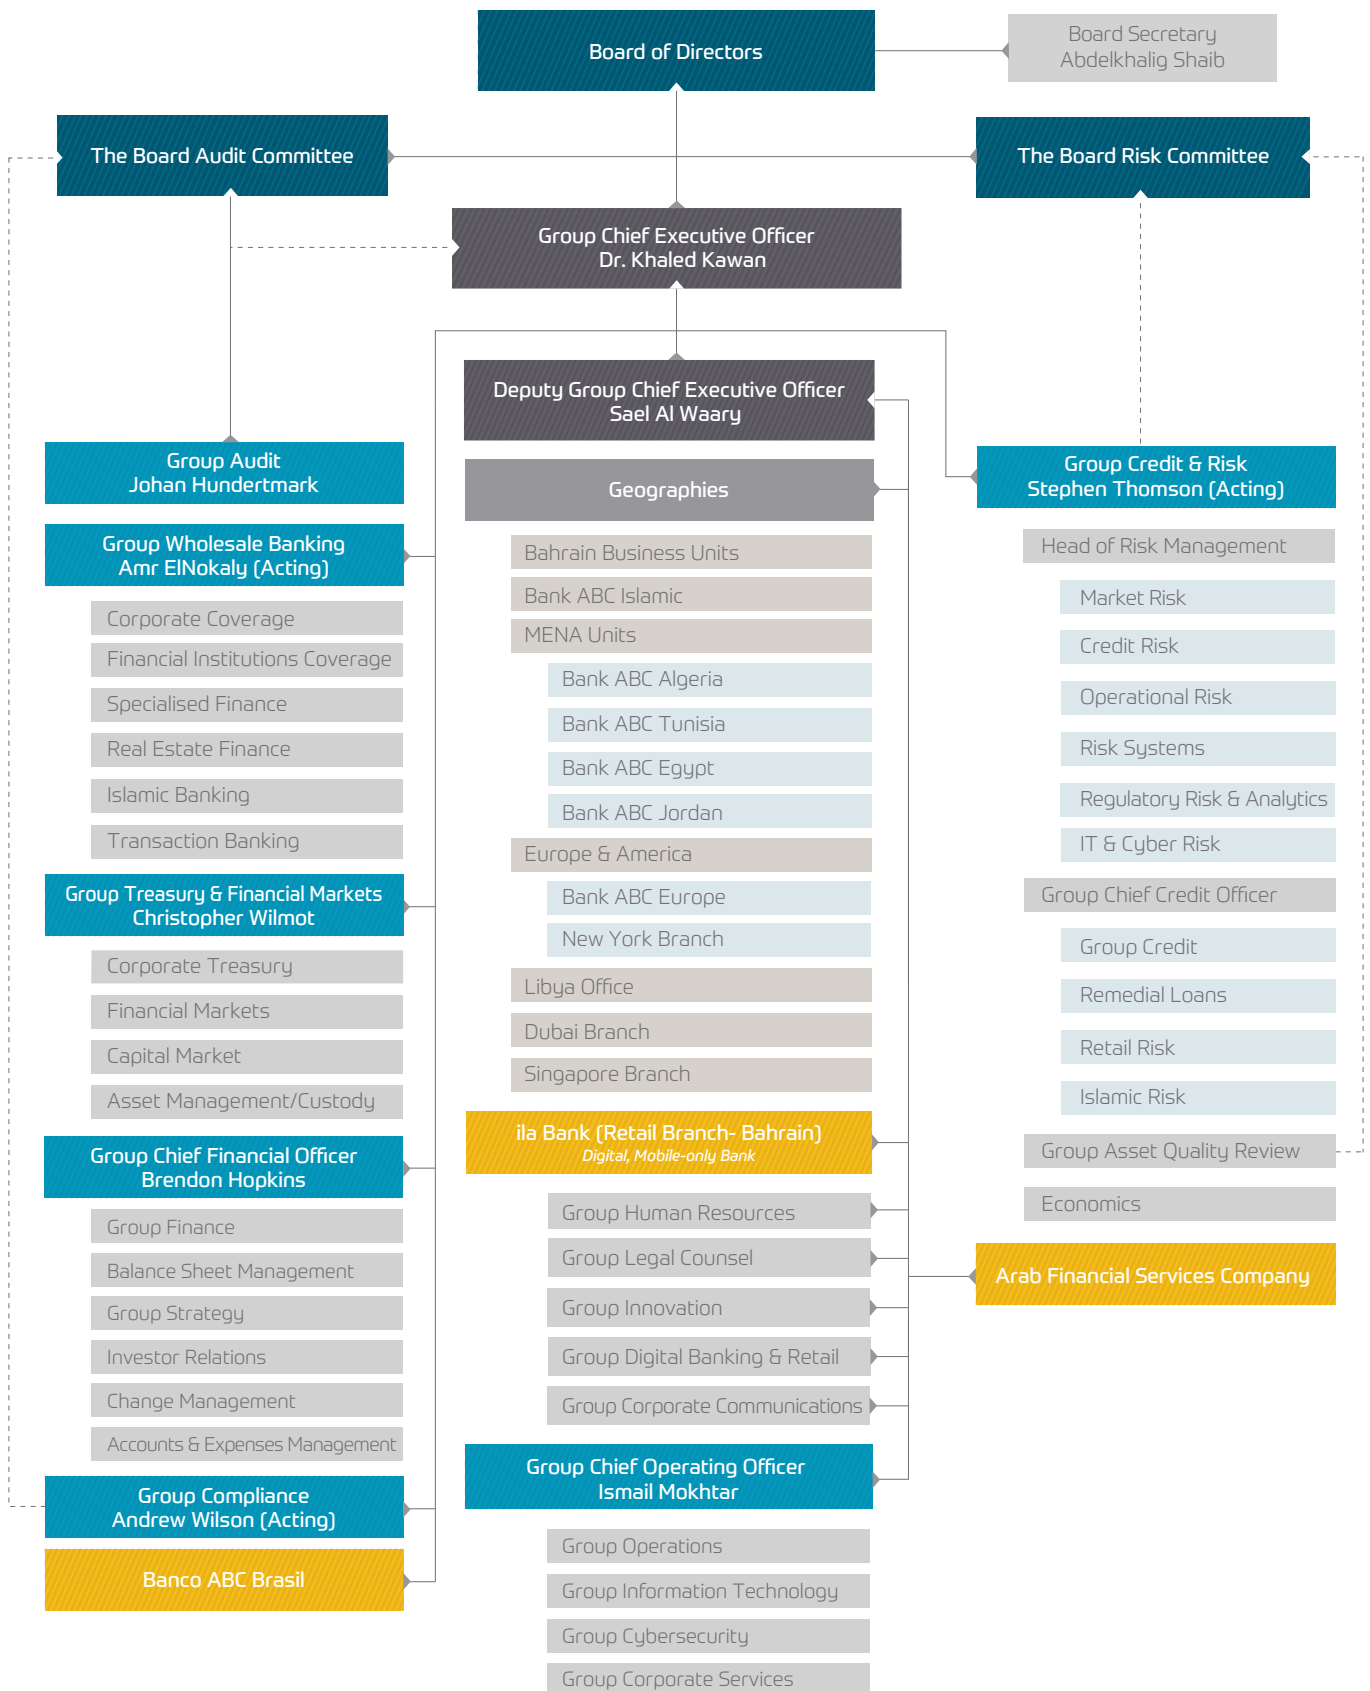 Board of Directors
Board Secretary
Abdelkhalig Shaib
The Board Audit Committee
The Board Risk Committee
Group Chief Executive Officer
Dr. Khaled Kawan
Deputy Group Chief Executive Officer
Sael Al Waary
Group Audit
Johan Hundertmark
Group Wholesale Banking
Amr ElNokaly (Acting)
Corporate Coverage
Financial Institutions Coverage
Specialised Finance
Real Estate Finance
Islamic Banking
Transaction Banking
Group Treasury & Financial Markets
Christopher Wilmot
Corporate Treasury
Financial Markets
Capital Market
Asset Management/Custody
Group Chief Financial Officer
Brendon Hopkins
Group Finance
Balance Sheet Management
Group Strategy
Investor Relations
Change Management
Accounts & Expenses Management
Group Compliance
Andrew Wilson (Acting)
Banco ABC Brasil
Geographies
Bahrain Business Units
Bank ABC Islamic
MENA Units
Bank ABC Algeria
Bank ABC Tunisia
Bank ABC Egypt
Bank ABC Jordan
Europe & America
Bank ABC Europe
New York Branch
Libya Office
Dubai Branch
Singapore Branch
ila Bank (Retail Branch- Bahrain)
Digital, Mobile-only Bank
Group Human Resources
Group Legal Counsel
Group Innovation
Group Digital Banking & Retail
Group Corporate Communications
Group Chief Operating Officer
Ismail Mokhtar
Group Operations
Group Information Technology
Group Cybersecurity
Group Corporate Services
Group Credit & Risk
Stephen Thomson (Acting)
Head of Risk Management
Market Risk
Credit Risk
Operational Risk
Risk Systems
Regulatory Risk & Analytics
IT & Cyber Risk
Group Chief Credit Officer
Group Credit
Remedial Loans
Retail Risk
Islamic Risk
Group Asset Quality Review
Economics
Arab Financial Services Company